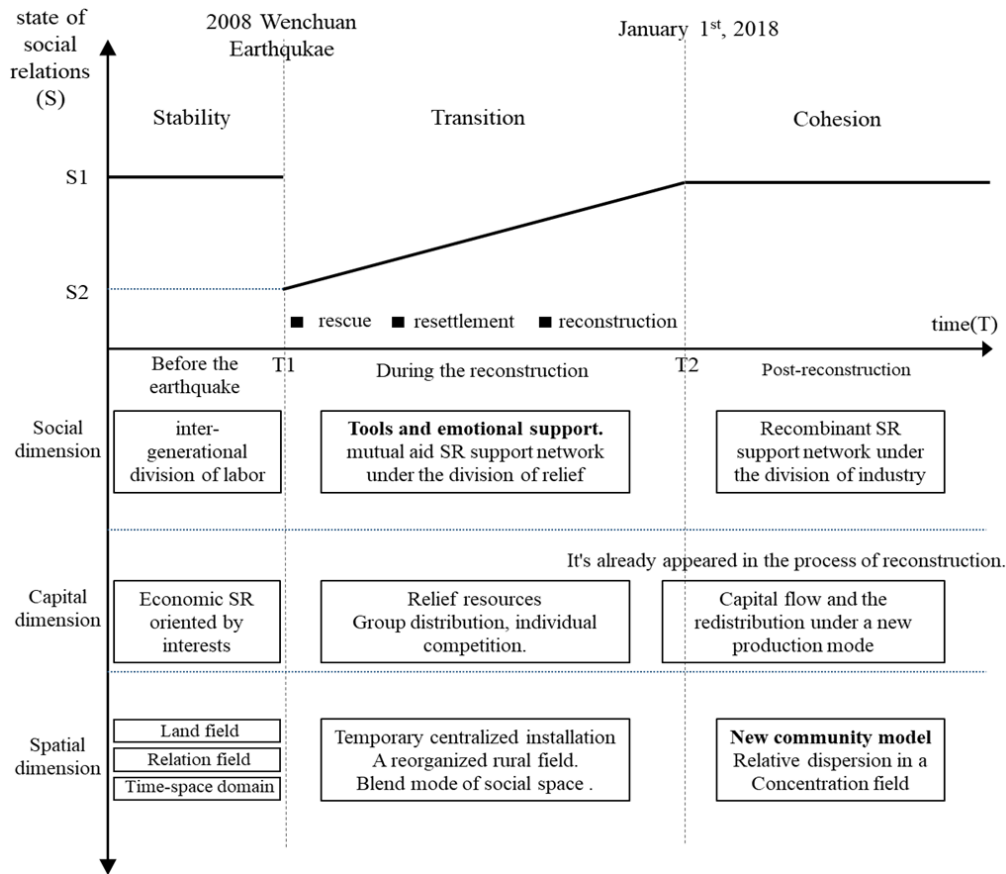 state of
social
relations
(S)
2008 Wenchuan
Earthqukae
January 1st, 2018
Stability
Transition
Cohesion
S1
S2
■ rescue ■ resettlement ■ reconstruction
time(T)
Before the
earthquake
T1
During the reconstruction
T2
Post-reconstruction
Social
dimension
inter-
generational
division of labor
Tools and emotional support.
mutual aid SR support network
under the division of relief
Recombinant SR
support network under
the division of industry
It's already appeared in the process of reconstruction.
Capital
dimension
Economic SR
oriented by
interests
Relief resources
Group distribution, individual
competition.
Capital flow and the
redistribution under a new
production mode
Spatial
dimension
Land field
Relation field
Time-space domain
Temporary centralized installation
A reorganized rural field.
Blend mode of social space .
New community model
Relative dispersion in a
Concentration field